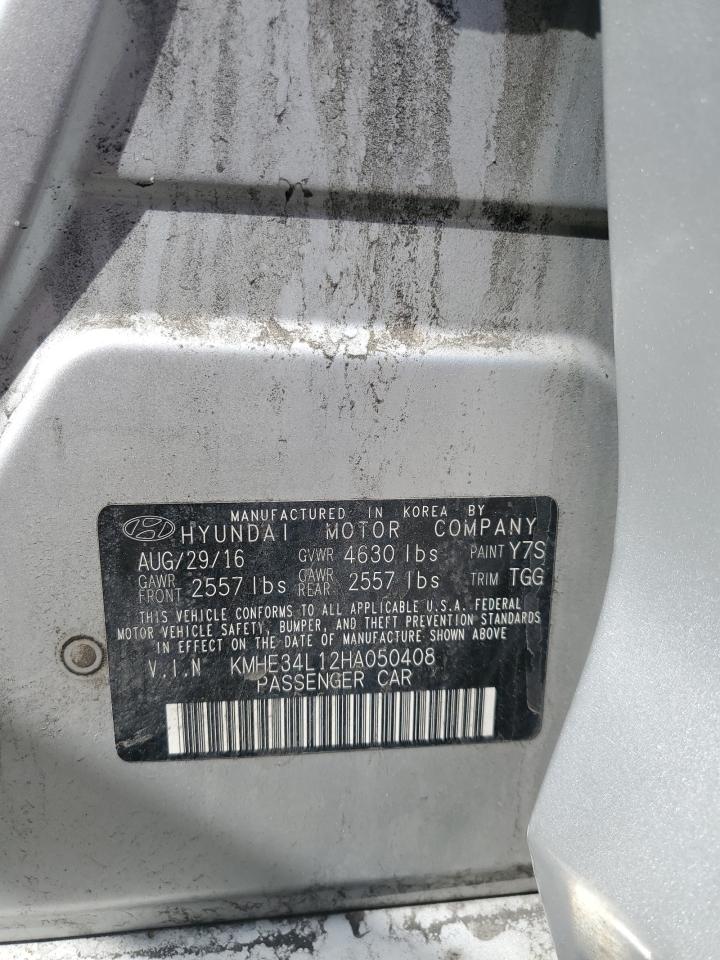 MANUFACTURED IN KOREA BY
HYUNDAI MOTOR COMPANY
AUG/29/16 GVWR 4630 lbs PAINT Y7S
GAWR FRONT 2557 lbs GAWR REAR 2557 lbs TRIM TGG
THIS VEHICLE CONFORMS TO ALL APPLICABLE U.S.A. FEDERAL
MOTOR VEHICLE SAFETY, BUMPER, AND THEFT PREVENTION STANDARDS
IN EFFECT ON THE DATE OF MANUFACTURE SHOWN ABOVE
V.I.N KMHE34L12HA050408
PASSENGER CAR